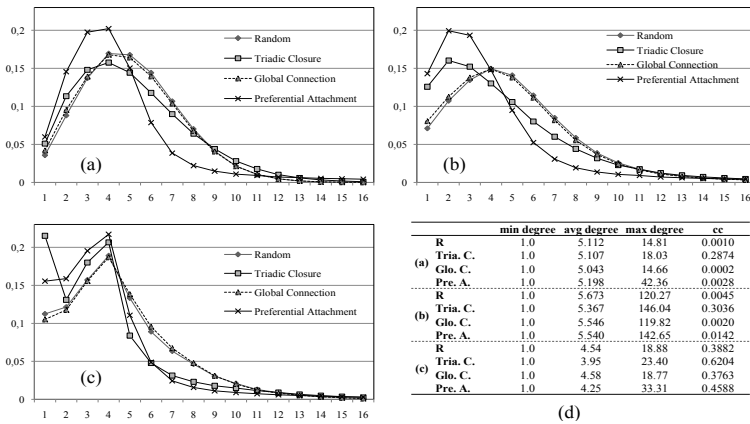 0,2
0,15
0,1
0,05
0
1 2 3 4 5 6 7 8 9 10 11 12 13 14 15 16
Random
Triadic Closure
Global Connection
Preferential Attachment
(a)
0,2
0,15
0,1
0,05
0
1 2 3 4 5 6 7 8 9 10 11 12 13 14 15 16
Random
Triadic Closure
Global Connection
Preferential Attachment
(b)
0,2
0,15
0,1
0,05
0
1 2 3 4 5 6 7 8 9 10 11 12 13 14 15 16
Random
Triadic Closure
Global Connection
Preferential Attachment
(c)
min degree avg degree max degree cc
(a)
R 1.0 5.112 14.81 0.0010
Tria. C. 1.0 5.107 18.03 0.2874
Glo. C. 1.0 5.043 14.66 0.0002
Pre. A. 1.0 5.198 42.36 0.0028
(b)
R 1.0 5.673 120.27 0.0045
Tria. C. 1.0 5.367 146.04 0.3036
Glo. C. 1.0 5.546 119.82 0.0020
Pre. A. 1.0 5.540 142.65 0.0142
(c)
R 1.0 4.54 18.88 0.3882
Tria. C. 1.0 3.95 23.40 0.6204
Glo. C. 1.0 4.58 18.77 0.3763
Pre. A. 1.0 4.25 33.31 0.4588
(d)